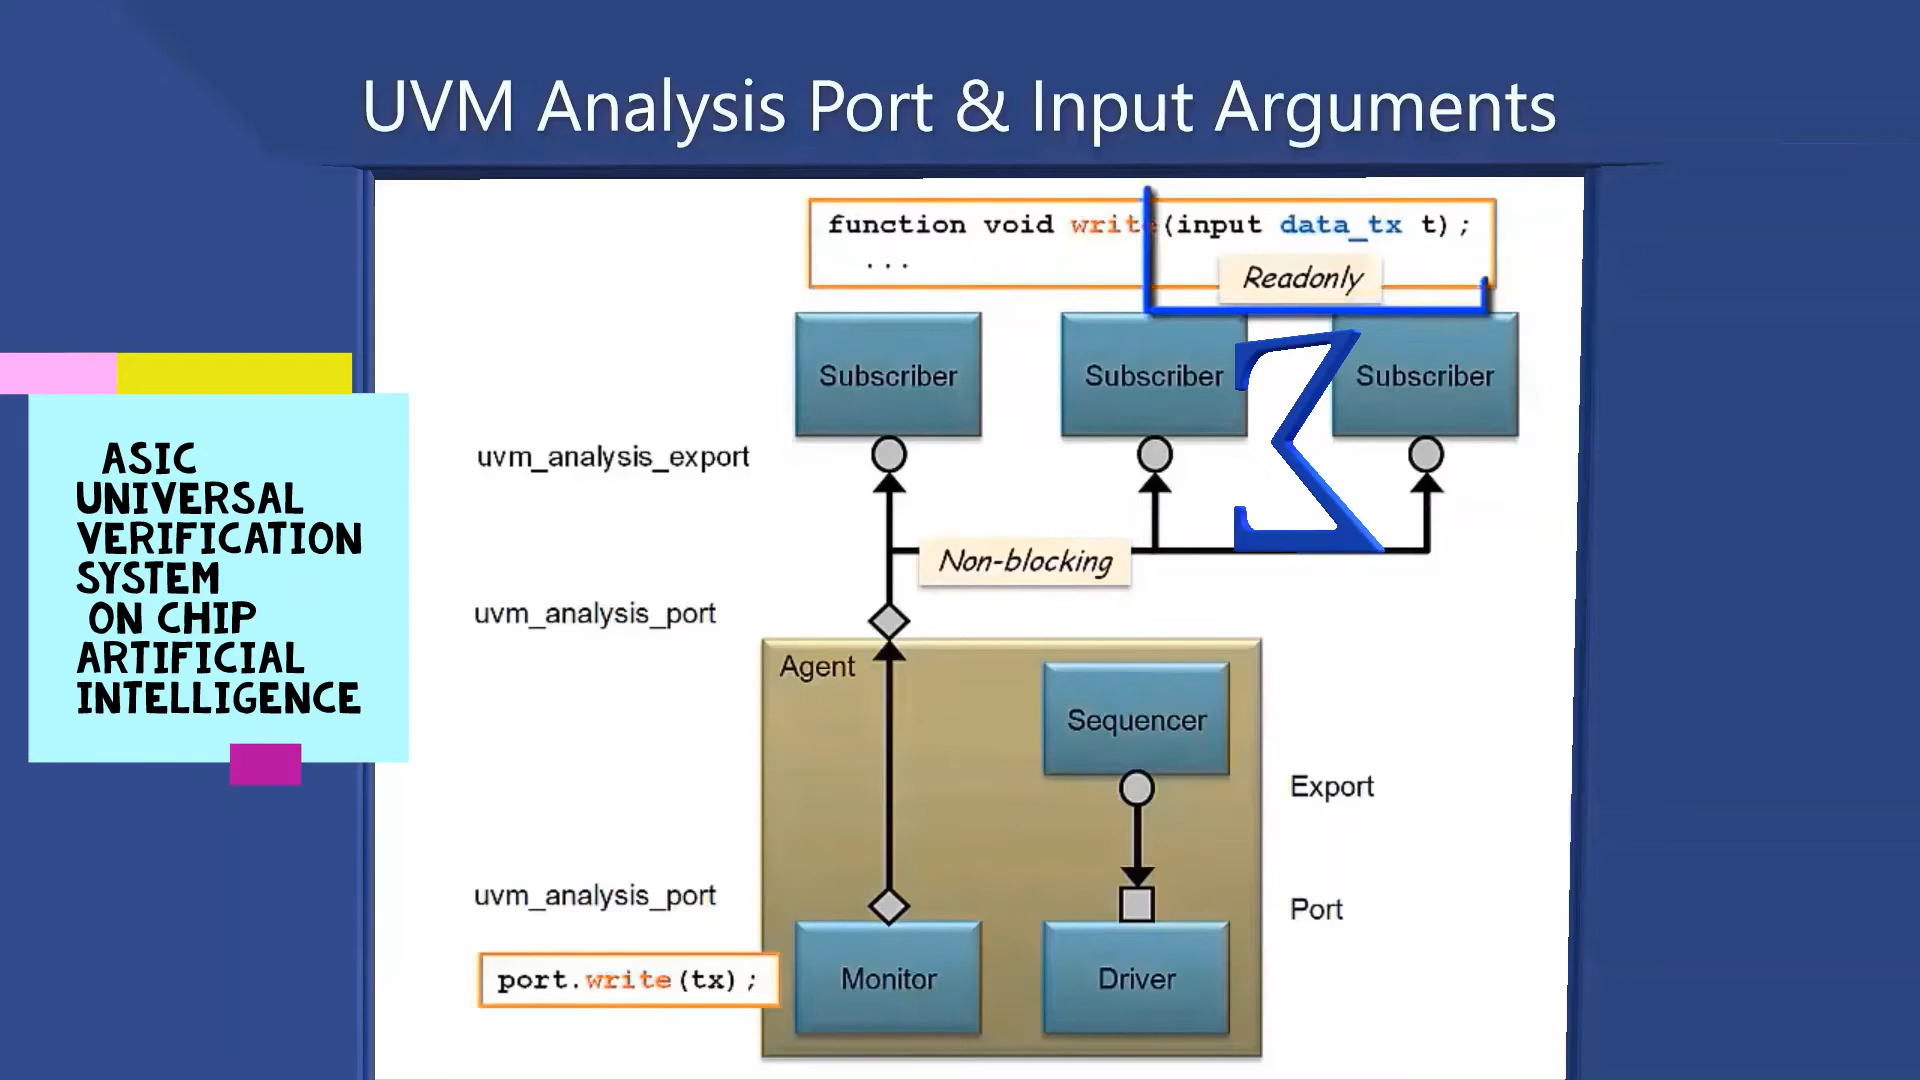 UVM Analysis Port & Input Arguments
function void write(input data_tx t);
...
Readonly
Subscriber
Subscriber
Subscriber
Σ
uvm_analysis_export
Non-blocking
uvm_analysis_port
Agent
Sequencer
Export
uvm_analysis_port
Port
Monitor
Driver
port.write(tx);
ASIC
UNIVERSAL
VERIFICATION
SYSTEM
ON CHIP
ARTIFICIAL
INTELLIGENCE